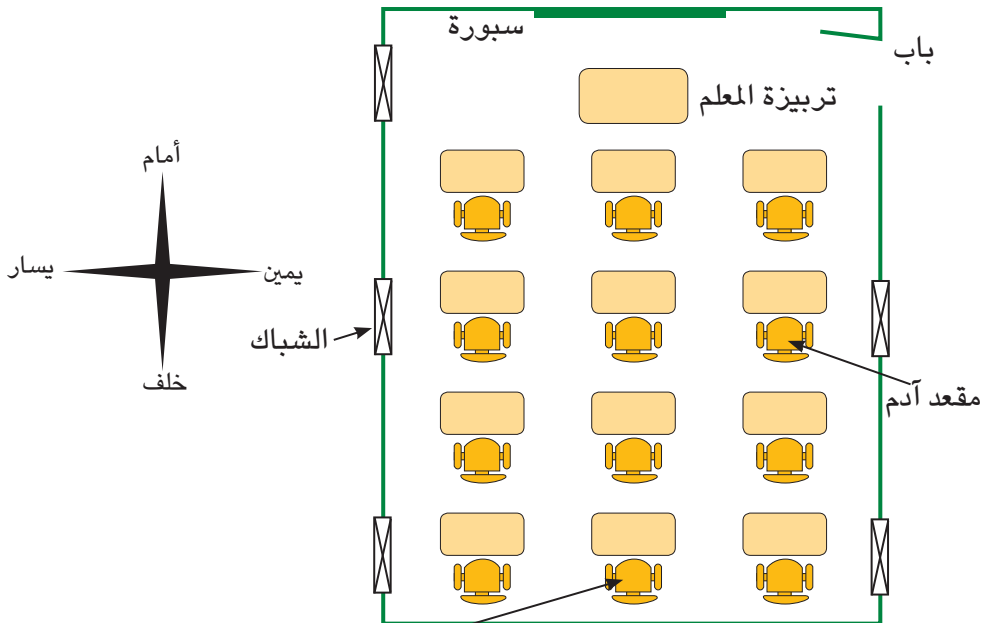 سبورة
باب
تربيزة المعلم
أمام
يمين
يسار
الشباك
خلف
مقعد آدم